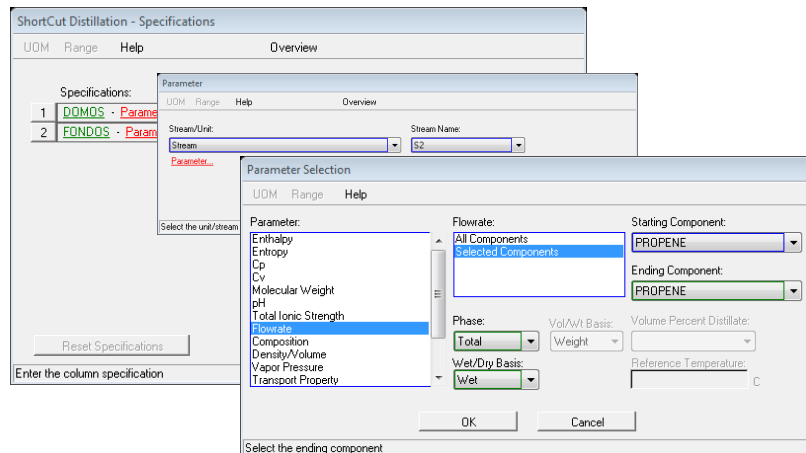 ShortCut Distillation - Specifications
UOM Range Help Overview
Specifications:
1 DOMOS - Parame
2 FONDOS - Param
Reset Specifications
Enter the column specification
Parameter
UOM Range Help Overview
Stream/Unit: Stream Name:
Stream S2
Parameter...
Select the unit/stream
Parameter Selection
UOM Range Help
Parameter: Flowrate: Starting Component:
Enthalpy All Components PROPENE
Entropy Selected Components
Cp Ending Component:
Cv PROPENE
Molecular Weight
pH
Total Ionic Strength
Flowrate Phase: Vol/Wt Basis: Volume Percent Distillate:
Composition Total Weight
Density/Volume Wet/Dry Basis: Reference Temperature:
Vapor Pressure Wet C
Transport Property
OK Cancel
Select the ending component